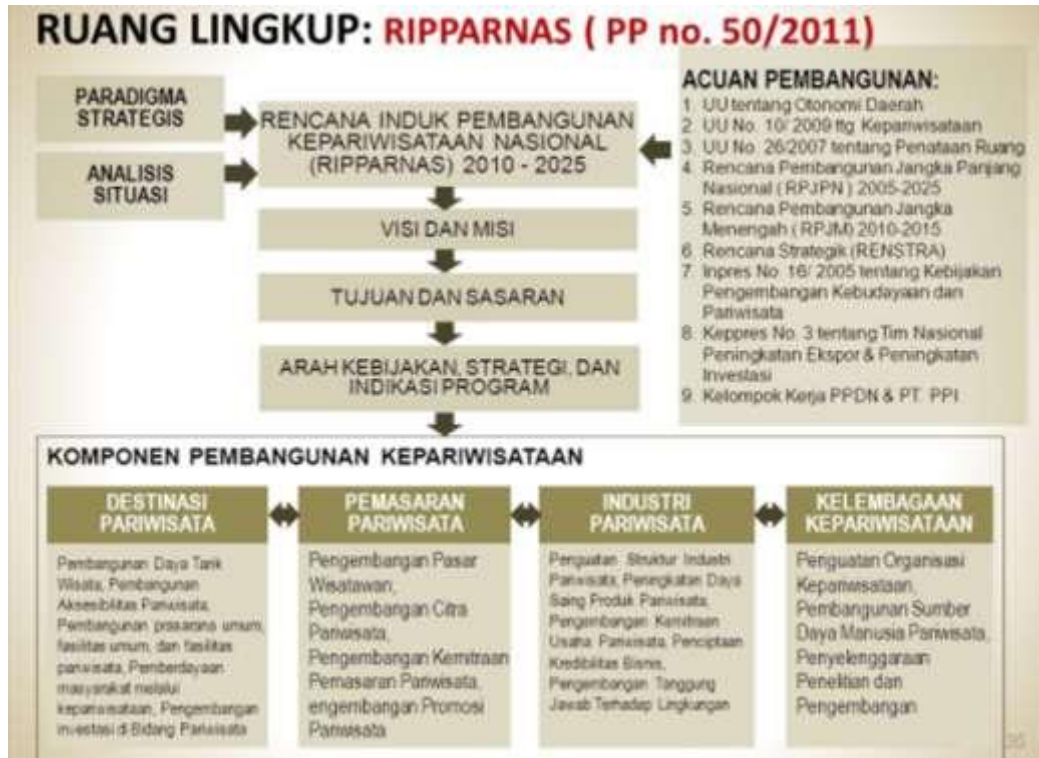 RUANG LINGKUP: RIPPARNAS ( PP no. 50/2011)
PARADIGMA
STRATEGIS
ANALISIS
SITUASI
RENCANA INDUK PEMBANGUNAN
KEPARIWISATAAN NASIONAL
(RIPPARNAS) 2010 - 2025
VISI DAN MISI
TUJUAN DAN SASARAN
ARAH KEBIJAKAN, STRATEGI, DAN
INDIKASI PROGRAM
ACUAN PEMBANGUNAN:
1 UU tentang Otonomi Daerah
2. UU No. 10/ 2009 ttg Kepariwisataan
3. UU No. 26/2007 tentang Penataan Ruang
4. Rencana Pembangunan Jangka Panjang
Nasional ( RPJPN ) 2005-2025
5. Rencana Pembangunan Jangka
Menengah ( RPJM) 2010-2015
6. Rencana Strategik (RENSTRA)
7. Inpres No. 16/ 2005 tentang Kebijakan
Pengembangan Kebudayaan dan
Pariwisata
8. Keppres No. 3 tentang Tim Nasional
Peningkatan Ekspor & Peningkatan
Investasi
9. Kelompok Kerja PPDN & PT. PPI
KOMPONEN PEMBANGUNAN KEPARIWISATAAN
DESTINASI
PARIWISATA
Pembangunan Daya Tarik
Wisata, Pembangunan
Aksesibilitas Pariwisata,
Pembangunan prasarana umum,
fasilitas umum, dan fasilitas
pariwisata, Pemberdayaan
masyarakat melalui
kepariwisataan, Pengembangan
investasi di Bidang Pariwisata
PEMASARAN
PARIWISATA
Pengembangan Pasar
Wisatawan,
Pengembangan Citra
Pariwisata,
Pengembangan Kemitraan
Pemasaran Pariwisata,
engembangan Promosi
Pariwisata
INDUSTRI
PARIWISATA
Penguatan Struktur Industri
Pariwisata, Peningkatan Daya
Saing Produk Pariwisata,
Pengembangan Kemitraan
Usaha Pariwisata, Penciptaan
Kredibilitas Bisnis,
Pengembangan Tanggung
Jawab Terhadap Lingkungan
KELEMBAGAAN
KEPARIWISATAAN
Penguatan Organisasi
Kepariwisataan,
Pembangunan Sumber
Daya Manusia Pariwisata,
Penyelenggaraan
Penelitian dan
Pengembangan
36